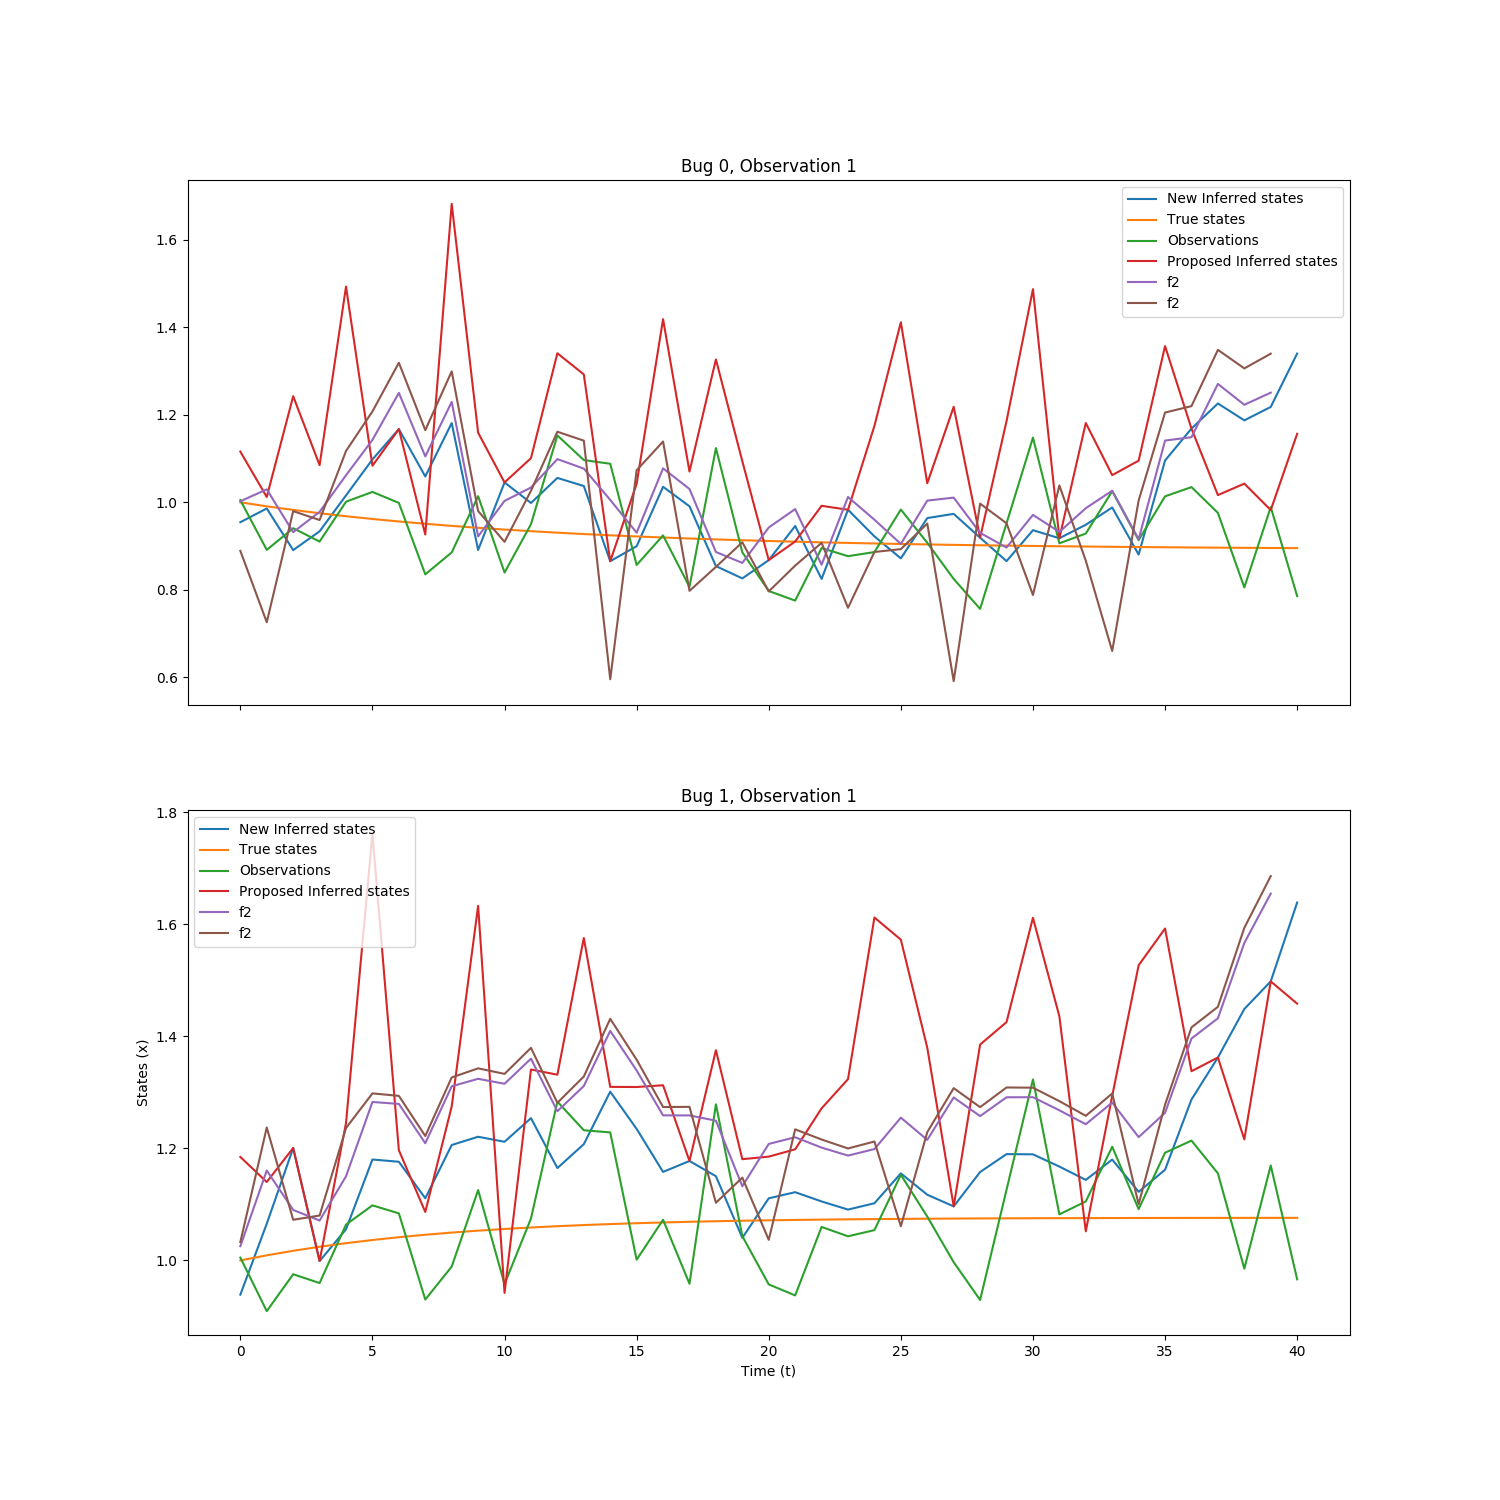 Bug 0, Observation 1
New Inferred states
True states
Observations
Proposed Inferred states
f2
f2
1.6
1.4
1.2
1.0
0.8
0.6
Bug 1, Observation 1
New Inferred states
True states
Observations
Proposed Inferred states
f2
f2
1.8
1.6
1.4
1.2
1.0
States (x)
0 5 10 15 20 25 30 35 40
Time (t)